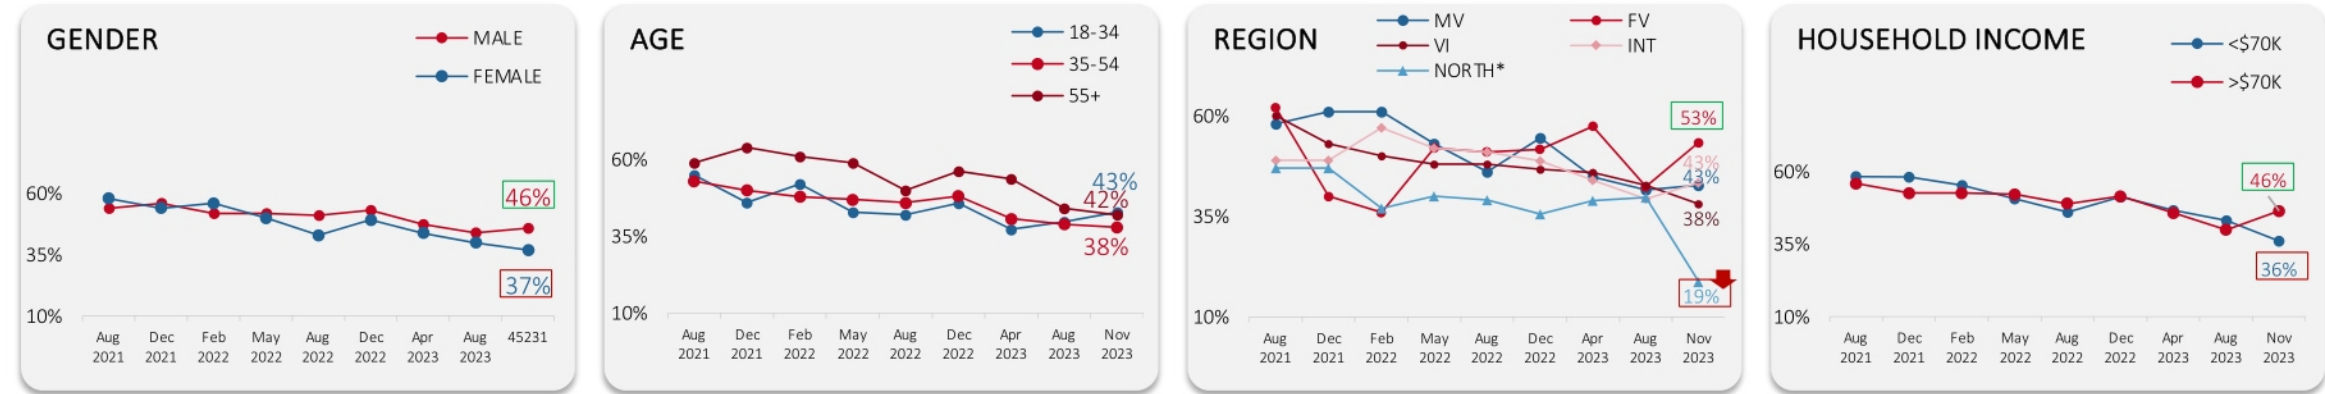 GENDER
MALE
FEMALE
60%
35%
10%
46%
37%
Aug 2021
Dec 2021
Feb 2022
May 2022
Aug 2022
Dec 2022
Apr 2023
Aug 2023
45231
AGE
18-34
35-54
55+
60%
35%
10%
43%
42%
38%
Aug 2021
Dec 2021
Feb 2022
May 2022
Aug 2022
Dec 2022
Apr 2023
Aug 2023
Nov 2023
REGION
MV
FV
VI
INT
NORTH*
60%
35%
10%
53%
43%
43%
38%
19%
Aug 2021
Dec 2021
Feb 2022
May 2022
Aug 2022
Dec 2022
Apr 2023
Aug 2023
Nov 2023
HOUSEHOLD INCOME
<$70K
>$70K
60%
35%
10%
46%
36%
Aug 2021
Dec 2021
Feb 2022
May 2022
Aug 2022
Dec 2022
Apr 2023
Aug 2023
Nov 2023